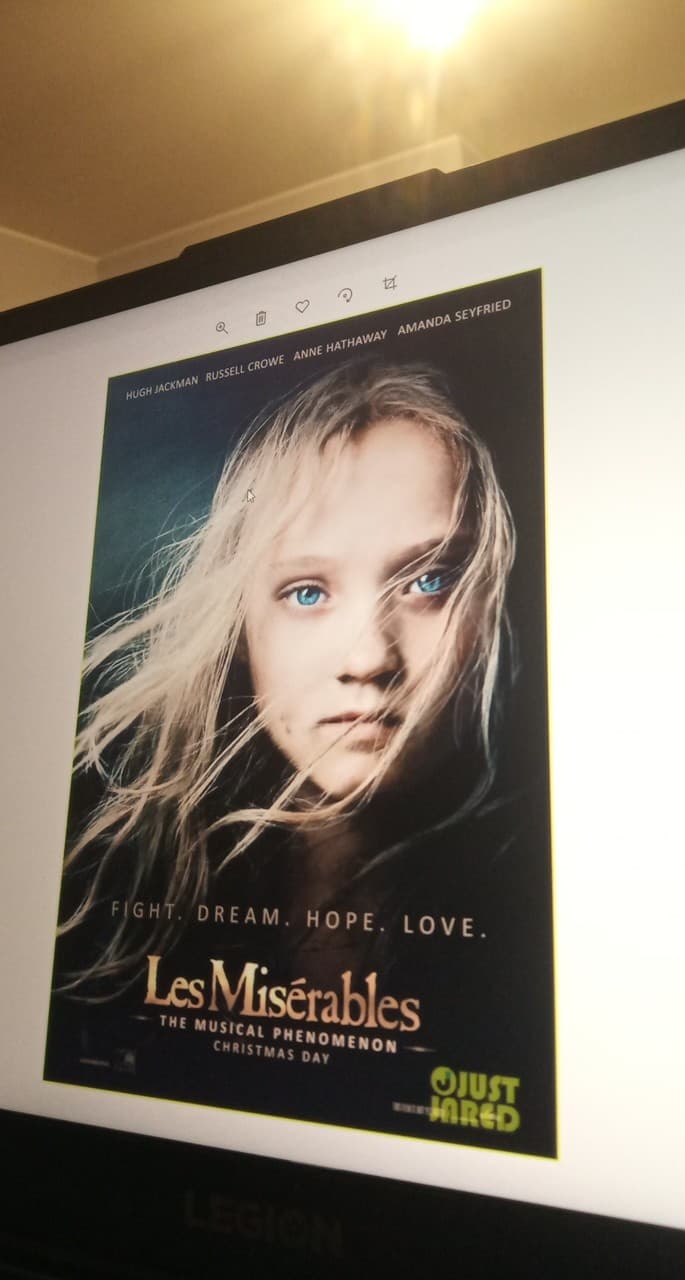 HUGH JACKMAN RUSSELL CROWE ANNE HATHAWAY AMANDA SEYFRIED
FIGHT. DREAM. HOPE. LOVE.
Les Misérables
THE MUSICAL PHENOMENON
CHRISTMAS DAY
JUST
JARED
LEGION